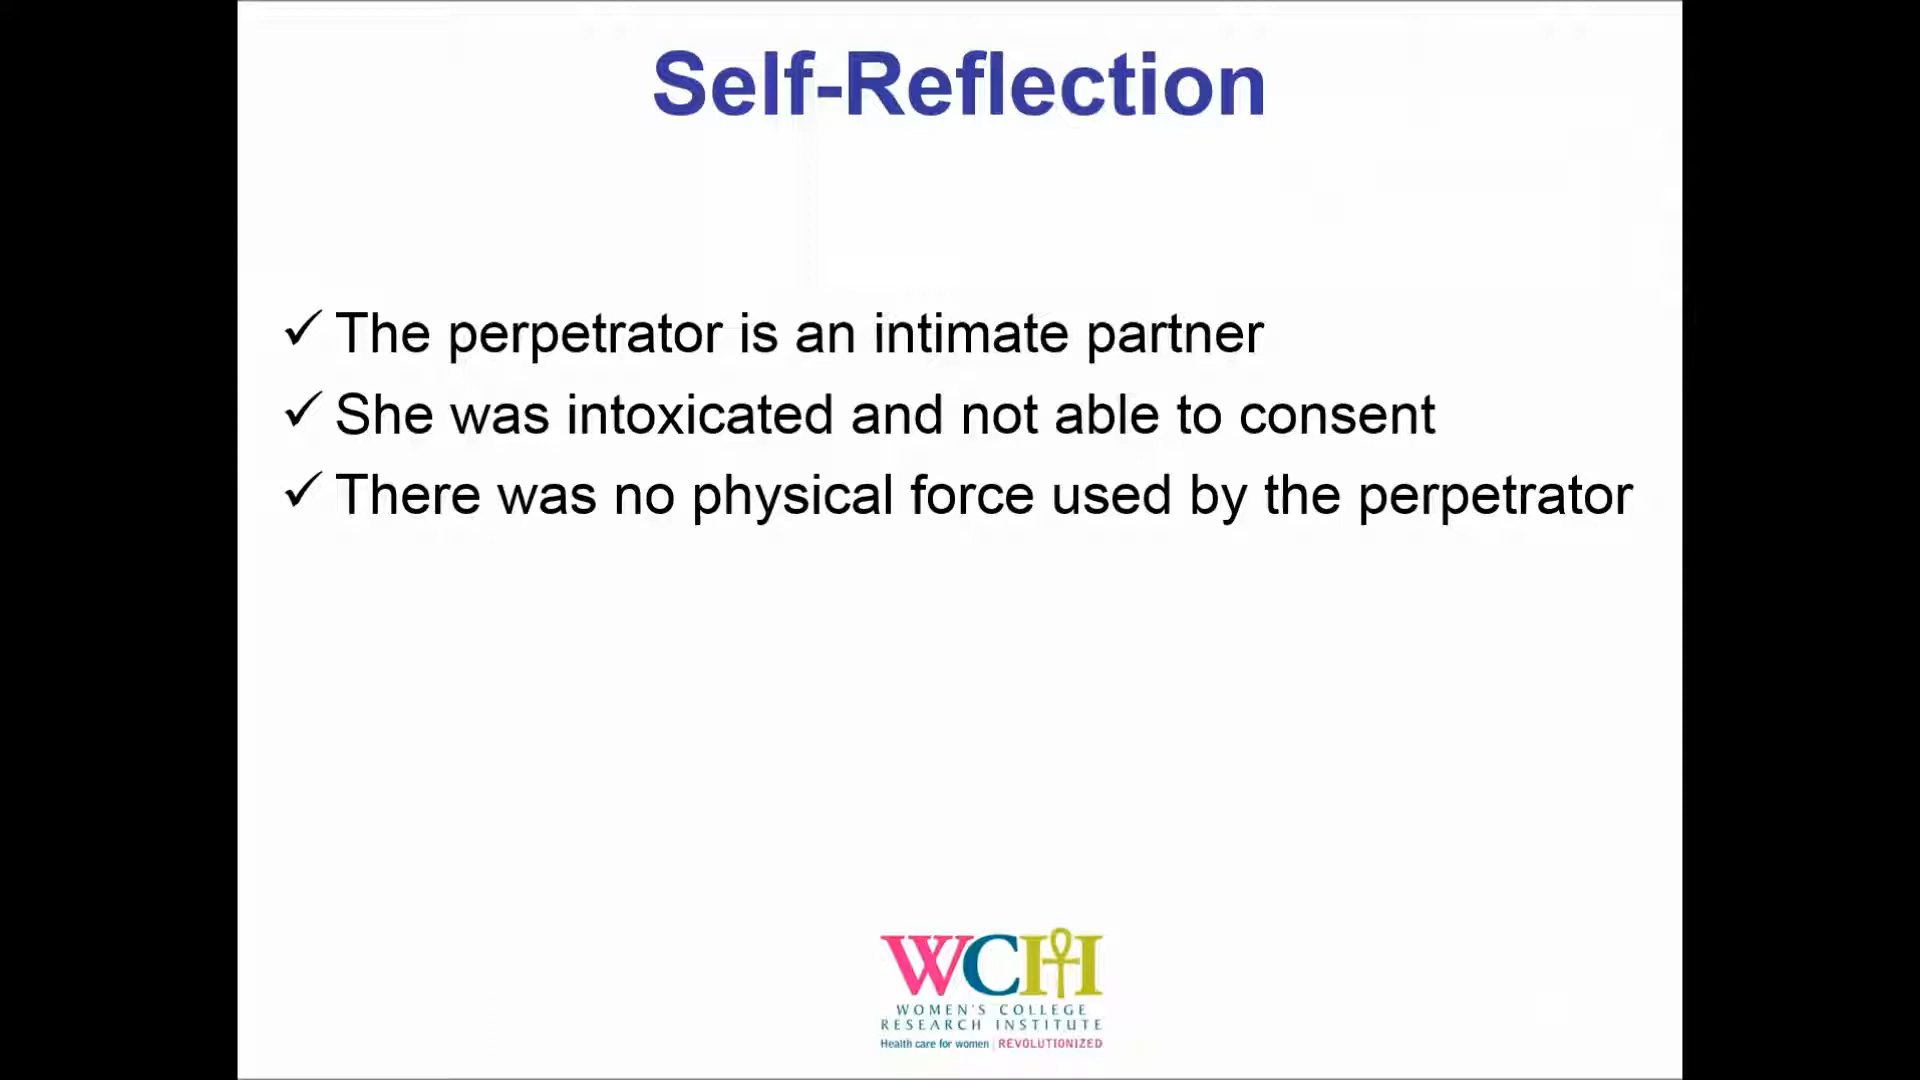 Self-Reflection
✓ The perpetrator is an intimate partner
✓ She was intoxicated and not able to consent
✓ There was no physical force used by the perpetrator
WCH
WOMEN'S COLLEGE
RESEARCH INSTITUTE
Health care for women | REVOLUTIONIZED